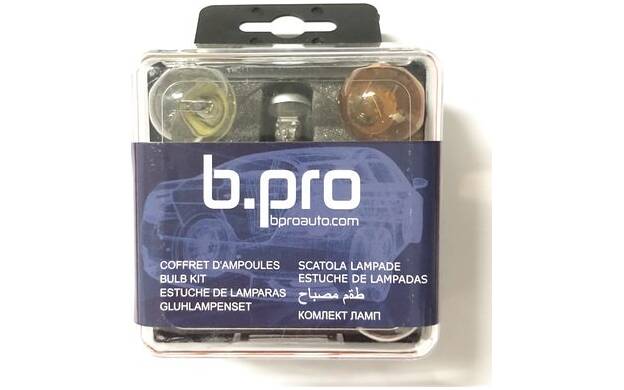 b.pro
bproauto.com
COFFRET D'AMPOULES
BULB KIT
ESTUCHE DE LAMPARAS
GLUHLAMPENSET
SCATOLA LAMPADE
ESTUCHE DE LAMPADAS
طقم مصباح
КОМЛЕКТ ЛАМП